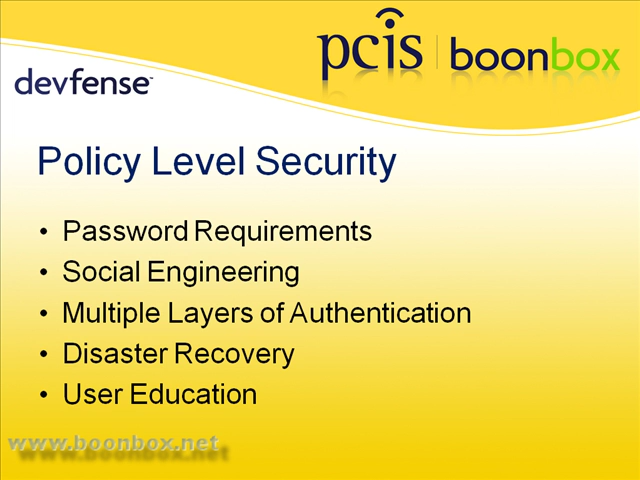 pcis | boonbox
devfense™
Policy Level Security
• Password Requirements
• Social Engineering
• Multiple Layers of Authentication
• Disaster Recovery
• User Education
www.boonbox.net